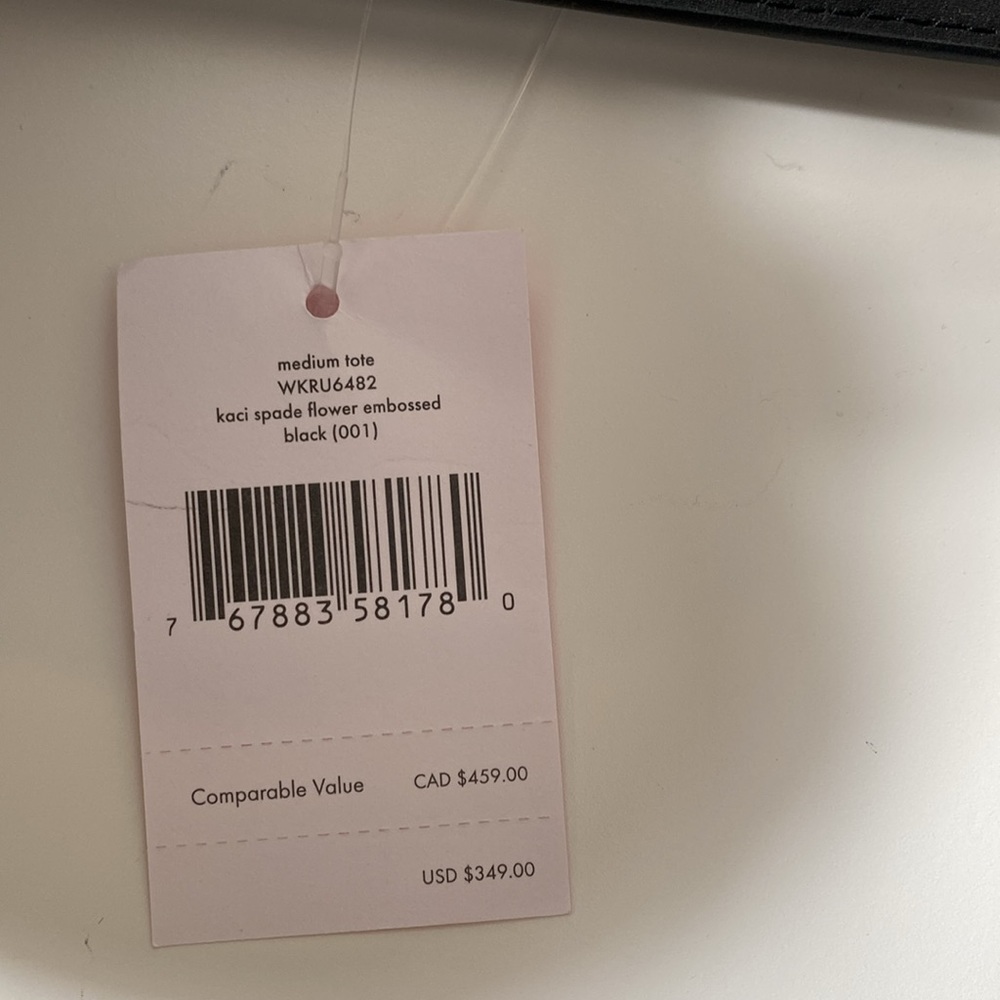 medium tote
WKRU6482
kaci spade flower embossed
black (001)
7 67883 58178 0
Comparable Value CAD $459.00
USD $349.00